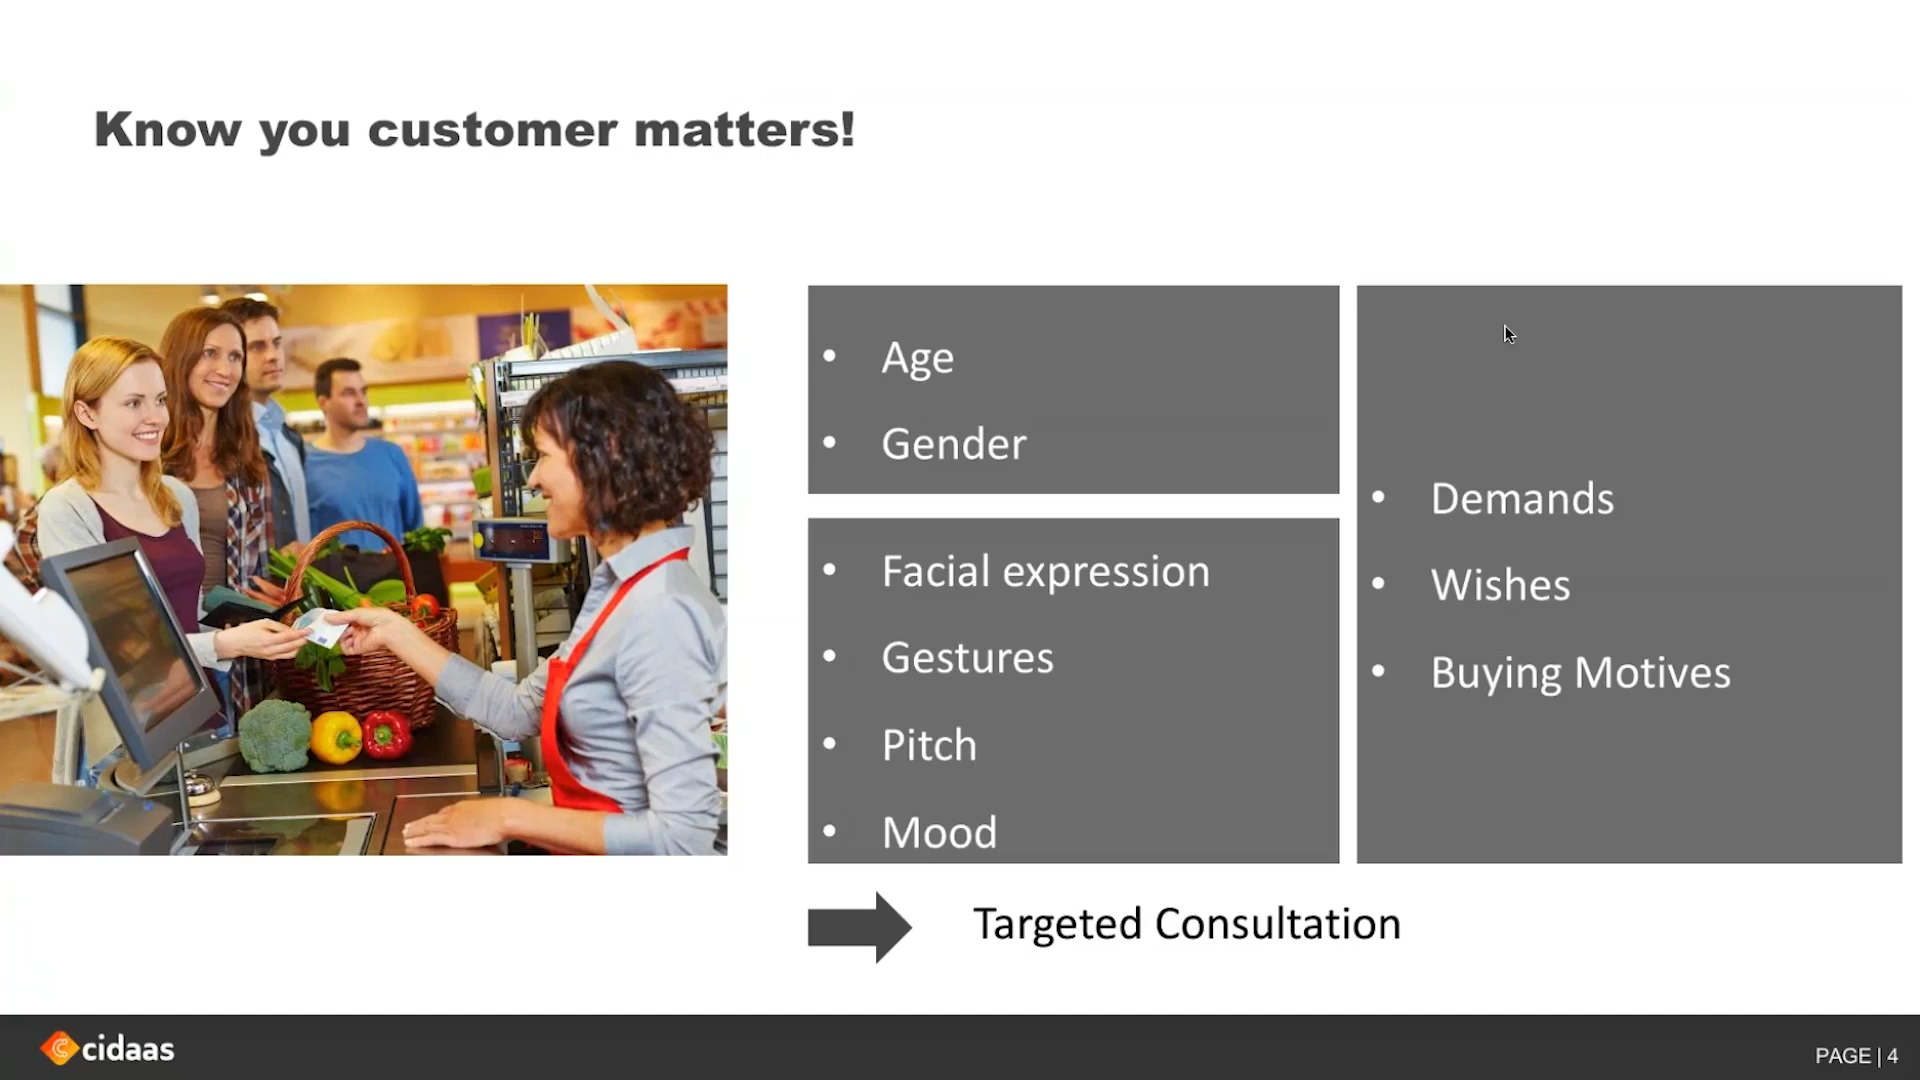 Know you customer matters!
• Age
• Gender
• Facial expression
• Gestures
• Pitch
• Mood
• Demands
• Wishes
• Buying Motives
Targeted Consultation
cidaas
PAGE | 4